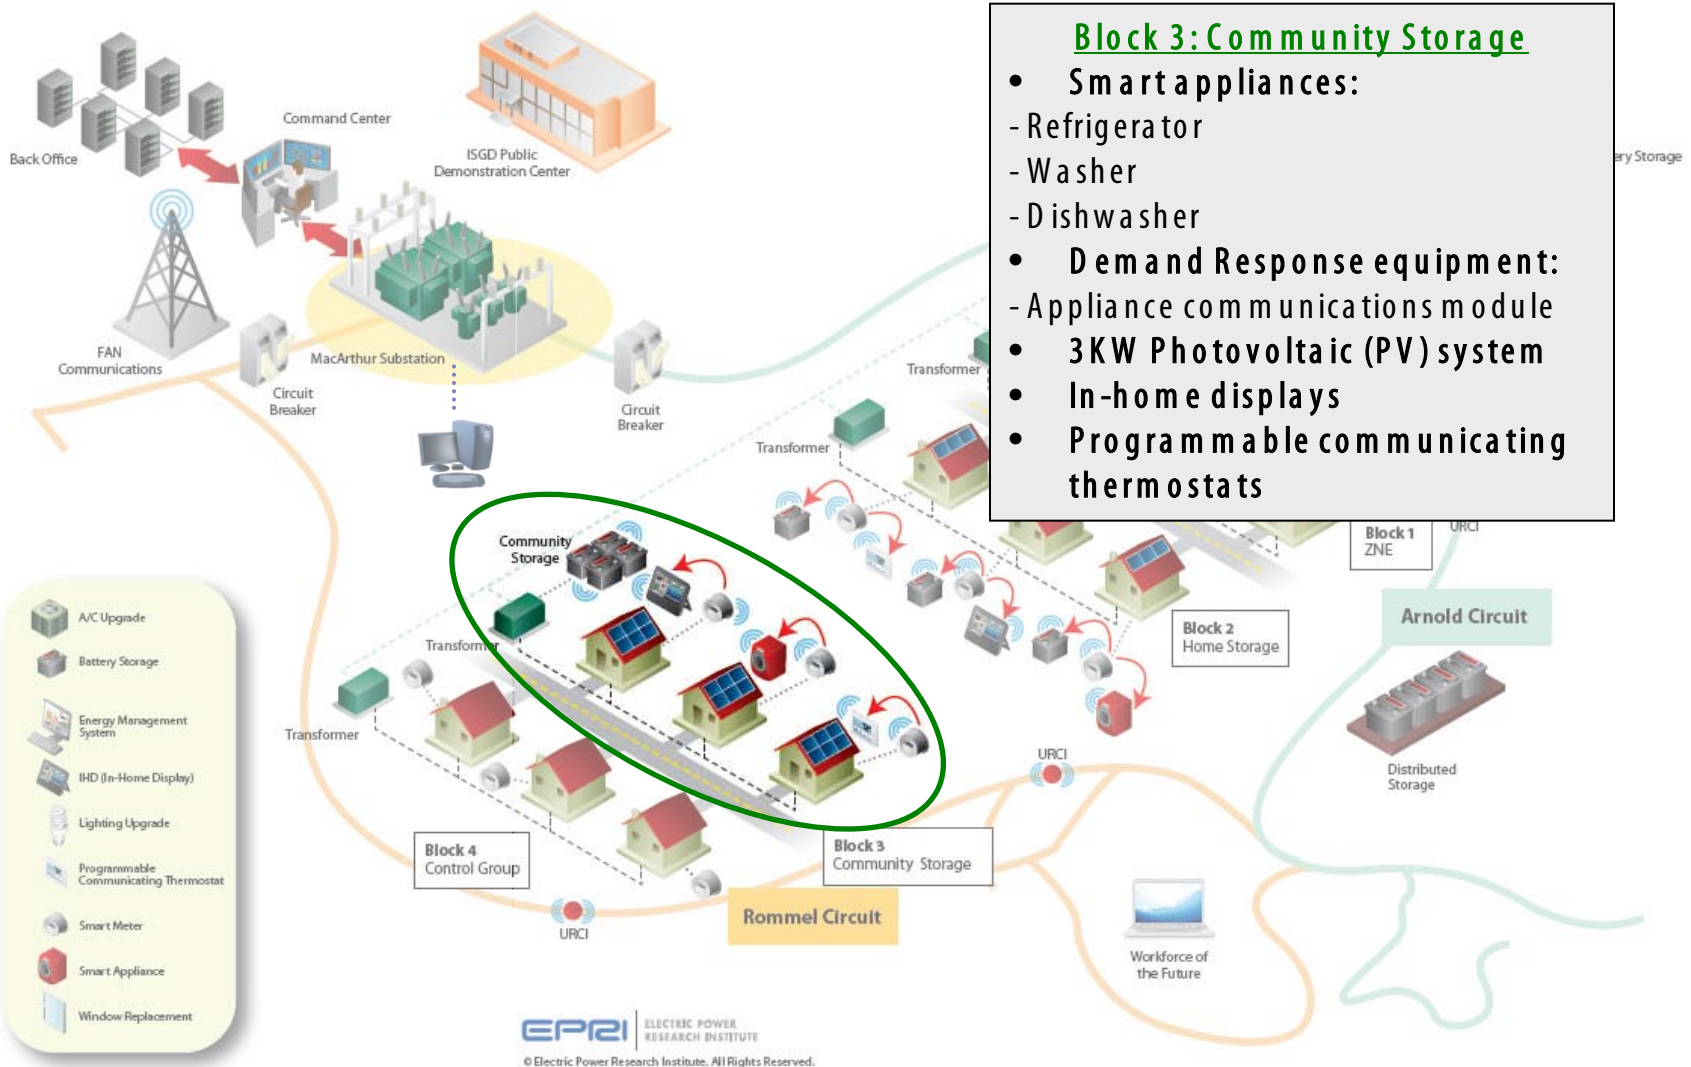 Block 3: Community Storage
• Smart appliances:
- Refrigerator
- Washer
- Dishwasher
• Demand Response equipment:
- Appliance communications module
• 3KW Photovoltaic (PV) system
• In-home displays
• Programmable communicating
thermostats
Command Center
Back Office
ISGD Public
Demonstration Center
ery Storage
FAN
Communications
MacArthur Substation
Circuit
Breaker
Circuit
Breaker
Transformer
Transformer
URCI
Block 1
ZNE
Community
Storage
Arnold Circuit
Block 2
Home Storage
Transformer
Transformer
A/C Upgrade
Battery Storage
Energy Management
System
IHD (In-Home Display)
Lighting Upgrade
Programmable
Communicating Thermostat
Smart Meter
Smart Appliance
Window Replacement
URCI
Distributed
Storage
Block 4
Control Group
Block 3
Community Storage
Rommel Circuit
URCI
Workforce of
the Future
EPRI
ELECTRIC POWER
RESEARCH INSTITUTE
© Electric Power Research Institute. All Rights Reserved.